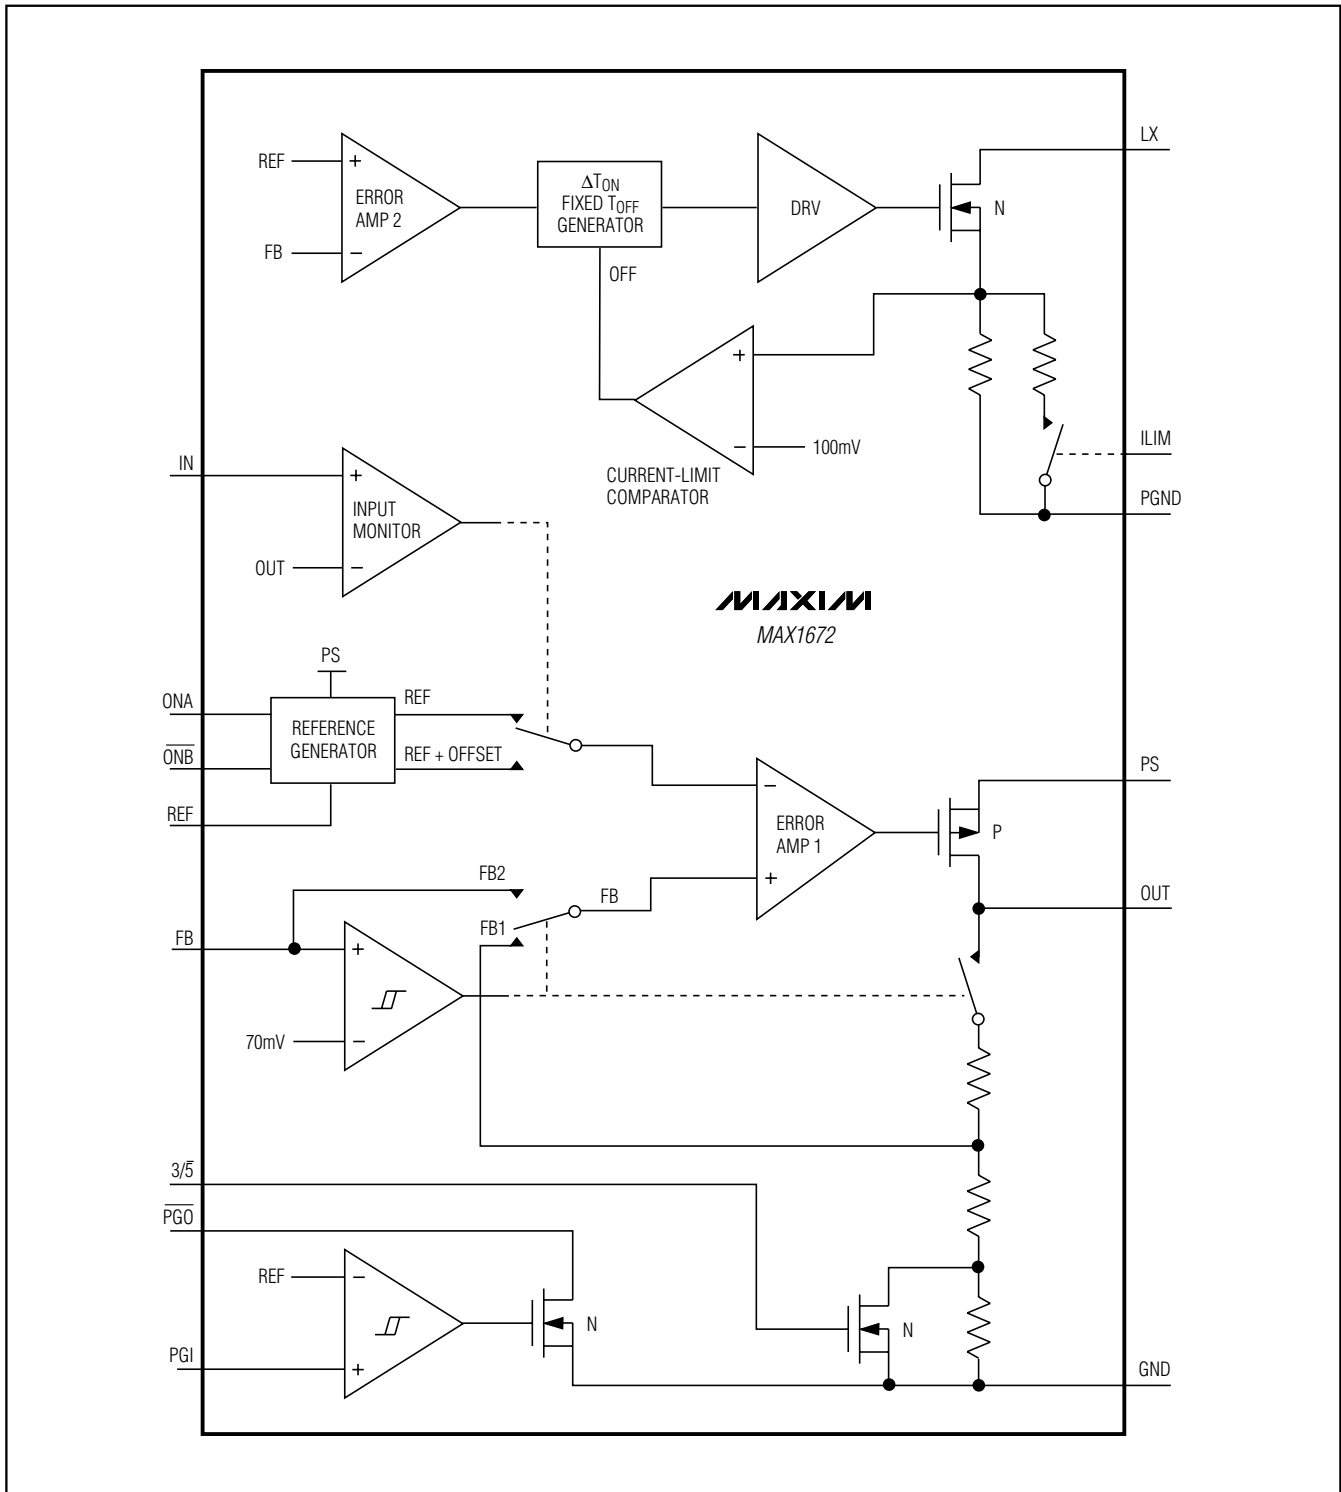 LX
REF
+
ERROR
AMP 2
FB
−
ΔTON
FIXED TOFF
GENERATOR
DRV
N
OFF
+
−
100mV
CURRENT-LIMIT
COMPARATOR
ILIM
PGND
IN
+
INPUT
MONITOR
OUT
−
MAXIM
MAX1672
PS
ONA
ONB
REF
REFERENCE
GENERATOR
REF
REF + OFFSET
−
ERROR
AMP 1
+
PS
P
OUT
FB2
FB
FB1
FB
+
70mV
−
3/5
PGO
REF
−
N
N
PGI
+
GND